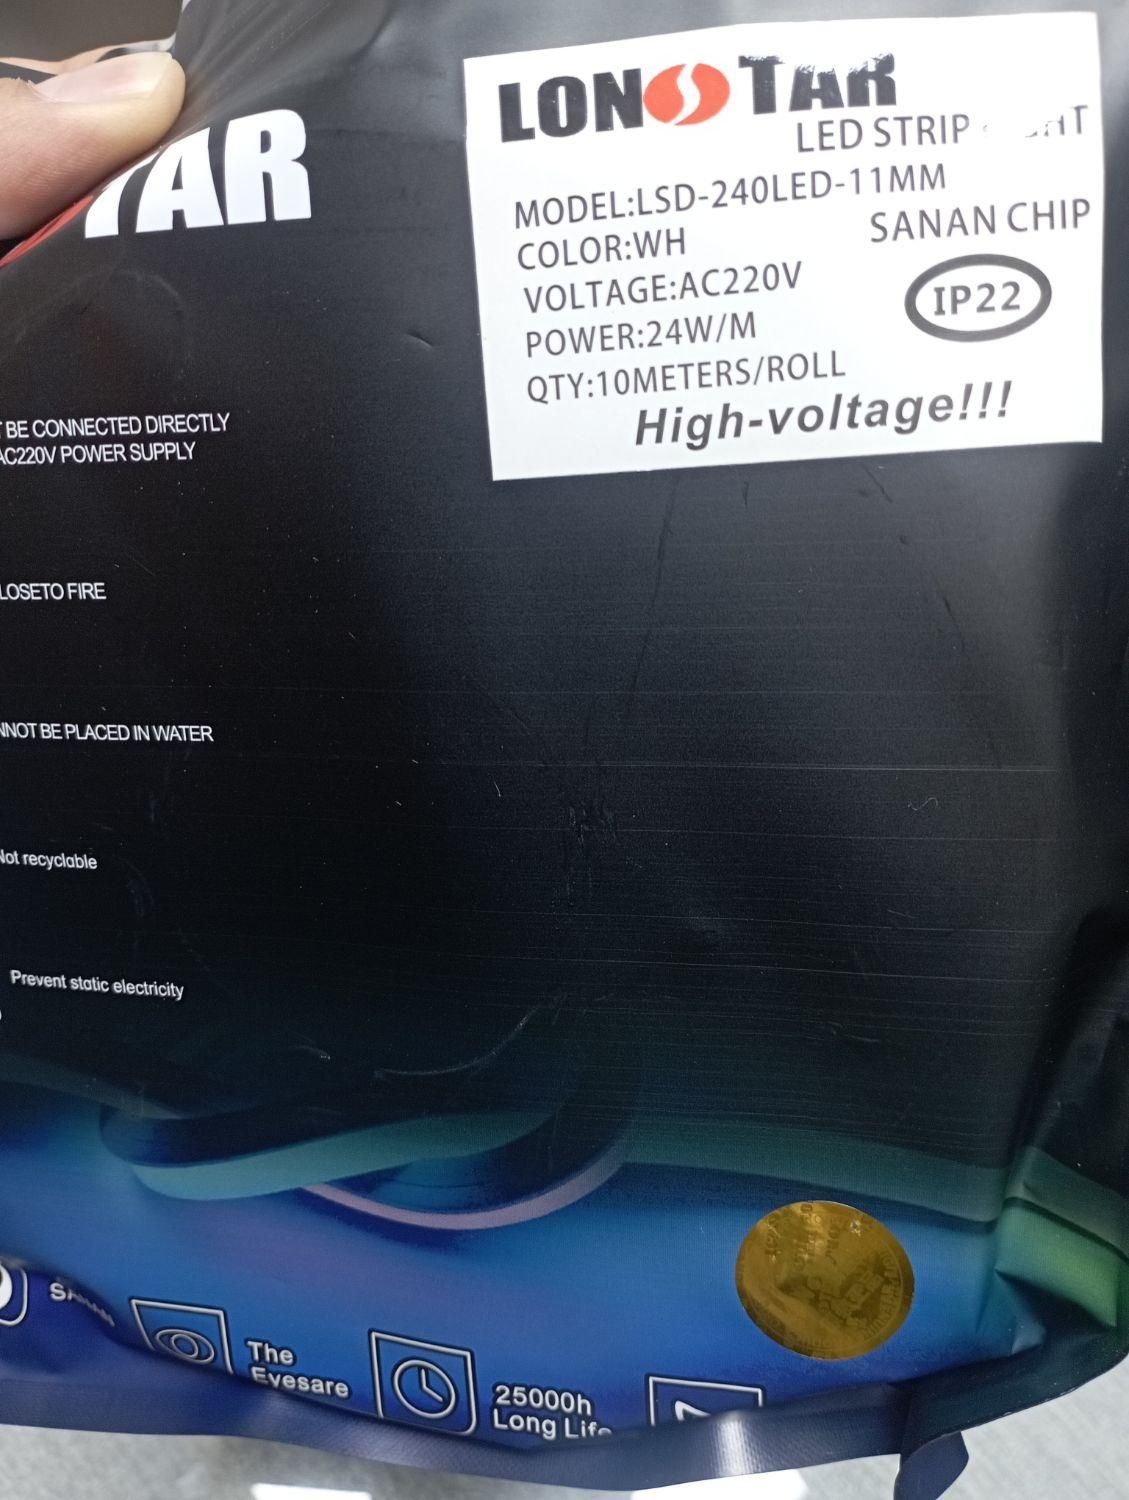 TAR
LON TAR
LED STRIP
MODEL:LSD-240LED-11MM
COLOR:WH
SANAN CHIP
VOLTAGE:AC220V
IP22
POWER:24W/M
QTY:10METERS/ROLL
High-voltage!!!
BE CONNECTED DIRECTLY
AC220V POWER SUPPLY
LOSETO FIRE
NNOT BE PLACED IN WATER
Not recyclable
Prevent static electricity
The
Eyesare
25000h
Long Life